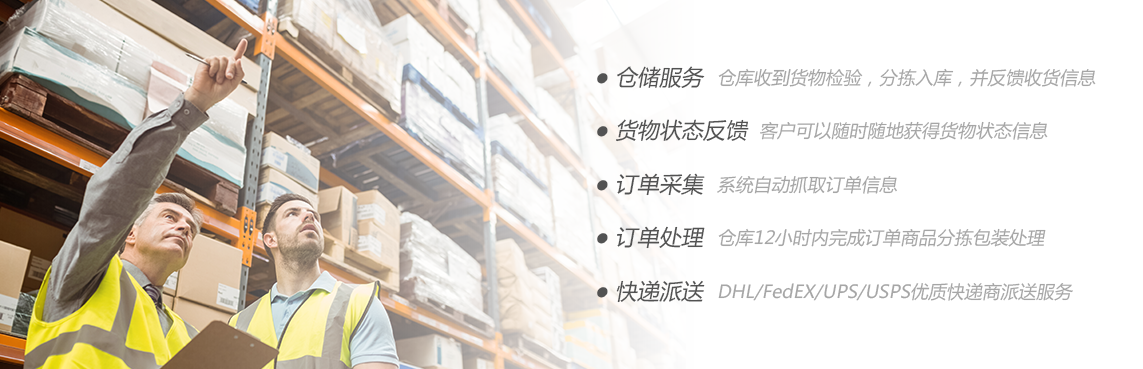 ● 仓储服务 仓库收到货物检验，分拣入库，并反馈收货信息
● 货物状态反馈 客户可以随时随地获得货物状态信息
● 订单采集 系统自动抓取订单信息
● 订单处理 仓库12小时内完成订单商品分拣包装处理
● 快递派送 DHL/FedEX/UPS/USPS优质快递商派送服务